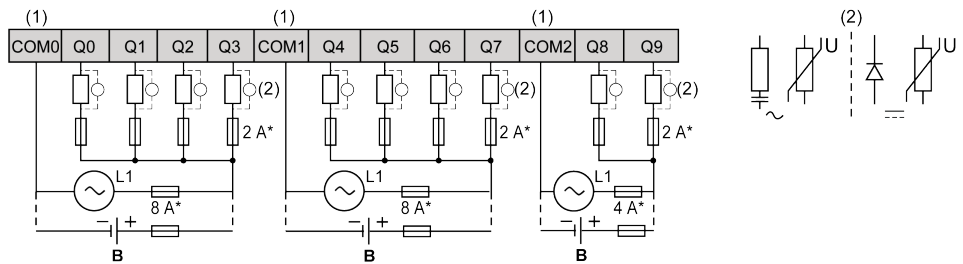 (1) (1) (1) (2)
COM0 Q0 Q1 Q2 Q3 COM1 Q4 Q5 Q6 Q7 COM2 Q8 Q9
U U
(2) (2) (2)
2 A* 2 A* 2 A*
L1 L1 L1
8 A* 8 A* 4 A*
− + − + − +
B B B